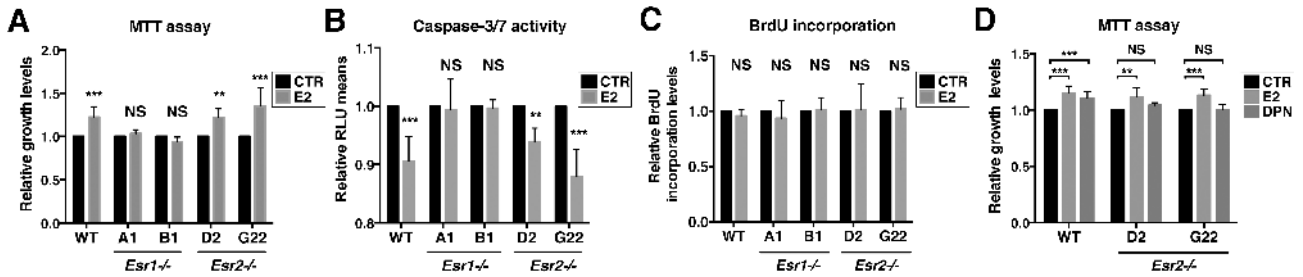 A
MTT assay
Relative growth levels
2.0
1.5
1.0
0.5
0.0
***
NS
NS
**
***
CTR
E2
WT
A1
B1
D2
G22
Esr1-/-
Esr2-/-
B
Caspase-3/7 activity
Relative RLU means
1.1
1.0
0.9
0.8
***
NS
NS
**
***
CTR
E2
WT
A1
B1
D2
G22
Esr1-/-
Esr2-/-
C
BrdU incorporation
Relative BrdU
incorporation levels
1.5
1.0
0.5
0.0
NS
NS
NS
NS
NS
CTR
E2
WT
A1
B1
D2
G22
Esr1-/-
Esr2-/-
D
MTT assay
Relative growth levels
1.5
1.0
0.5
0.0
***
***
NS
**
NS
***
CTR
E2
DPN
WT
D2
G22
Esr2-/-